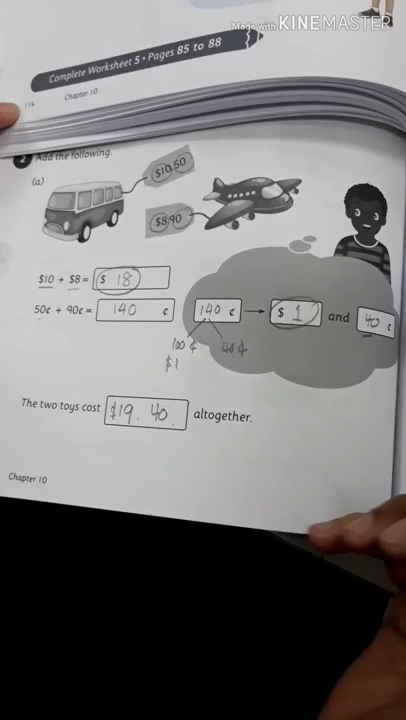 Made with KINEMASTER
Complete Worksheet 5 • Pages 85 to 88
114
Chapter 10
2 Add the following.
(a)
$10.50
$8.90
$10 + $8 = $ 18
50¢ + 90¢ = 140 ¢
140 ¢ → $ 1 and 40 ¢
100 ¢ 40 ¢
$1
The two toys cost $19.40 altogether.
Chapter 10